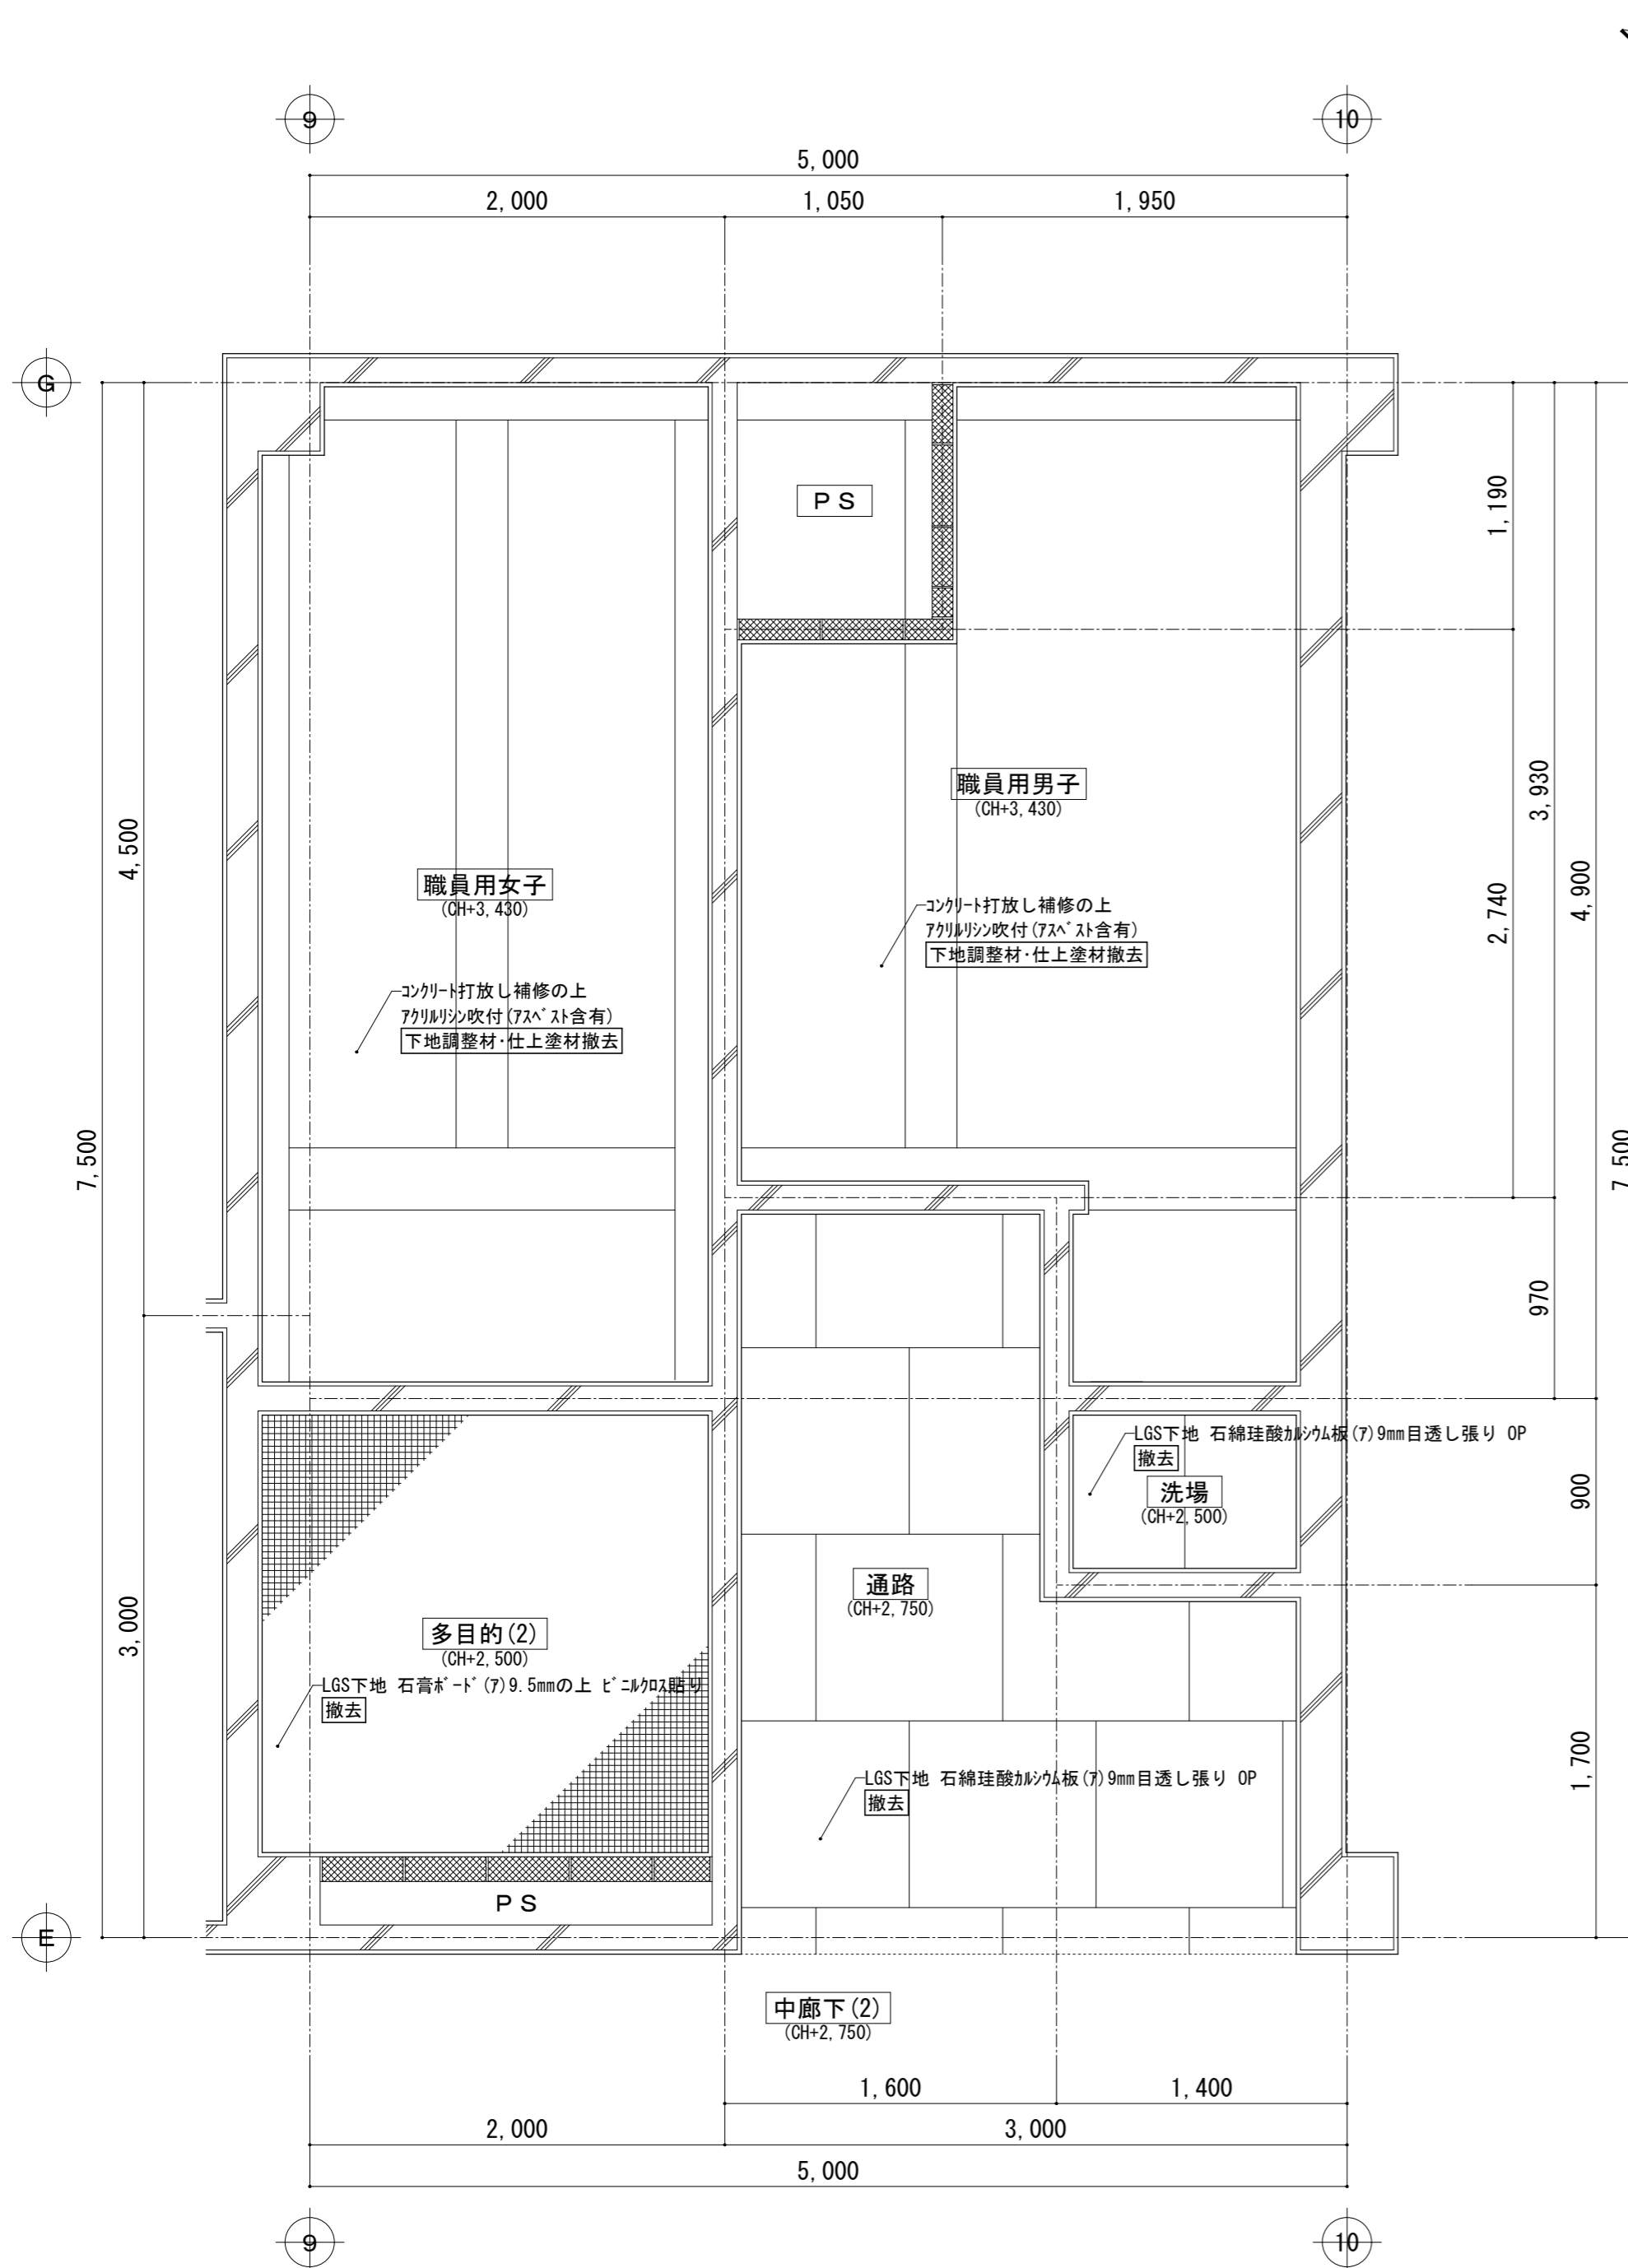 9
10
5,000
2,000
1,050
1,950
G
PS
1,190
職員用男子
(CH+3,430)
3,930
4,500
4,900
職員用女子
(CH+3,430)
2,740
コンクリート打放し補修の上
アクリルリシン吹付(アスベスト含有)
下地調整材・仕上塗材撤去
コンクリート打放し補修の上
アクリルリシン吹付(アスベスト含有)
下地調整材・仕上塗材撤去
7,500
7,500
970
LGS下地 石綿珪酸カルシウム板(ア)9mm目透し張り OP
撤去
洗場
(CH+2,500)
900
通路
(CH+2,750)
3,000
多目的(2)
(CH+2,500)
LGS下地 石膏ボード(ア)9.5mmの上 ビニルクロス貼り
撤去
1,700
LGS下地 石綿珪酸カルシウム板(ア)9mm目透し張り OP
撤去
PS
E
中廊下(2)
(CH+2,750)
1,600
1,400
2,000
3,000
5,000
9
10